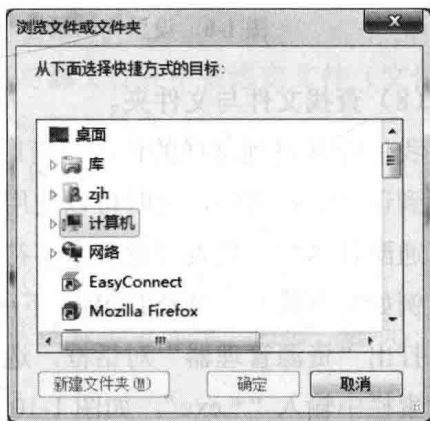 浏览文件或文件夹
从下面选择快捷方式的目标:
桌面
库
zjh
计算机
网络
EasyConnect
Mozilla Firefox
新建文件夹(M) 确定 取消